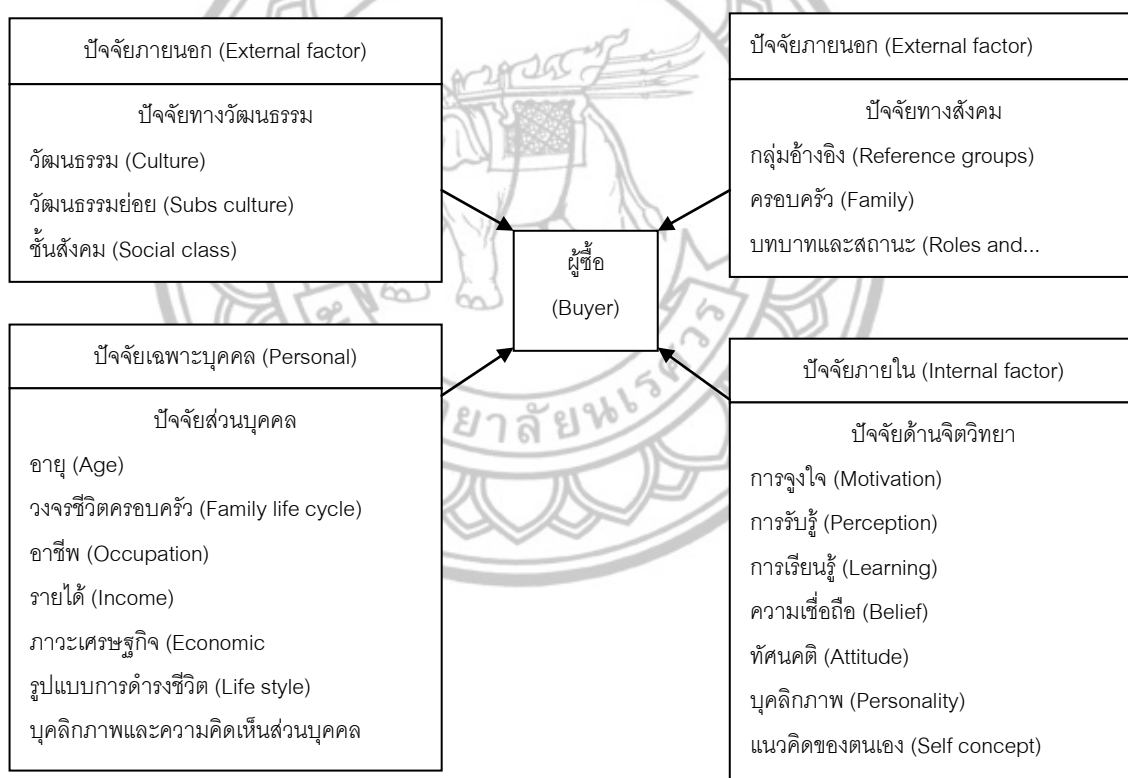 ปัจจัยภายนอก (External factor)
ปัจจัยทางวัฒนธรรม
วัฒนธรรม (Culture)
วัฒนธรรมย่อย (Subs culture)
ชั้นสังคม (Social class)
ปัจจัยภายนอก (External factor)
ปัจจัยทางสังคม
กลุ่มอ้างอิง (Reference groups)
ครอบครัว (Family)
บทบาทและสถานะ (Roles and...
ผู้ซื้อ
(Buyer)
ปัจจัยเฉพาะบุคคล (Personal)
ปัจจัยส่วนบุคคล
อายุ (Age)
วงจรชีวิตครอบครัว (Family life cycle)
อาชีพ (Occupation)
รายได้ (Income)
ภาวะเศรษฐกิจ (Economic
รูปแบบการดำรงชีวิต (Life style)
บุคลิกภาพและความคิดเห็นส่วนบุคคล
ปัจจัยภายใน (Internal factor)
ปัจจัยด้านจิตวิทยา
การจูงใจ (Motivation)
การรับรู้ (Perception)
การเรียนรู้ (Learning)
ความเชื่อถือ (Belief)
ทัศนคติ (Attitude)
บุคลิกภาพ (Personality)
แนวคิดของตนเอง (Self concept)